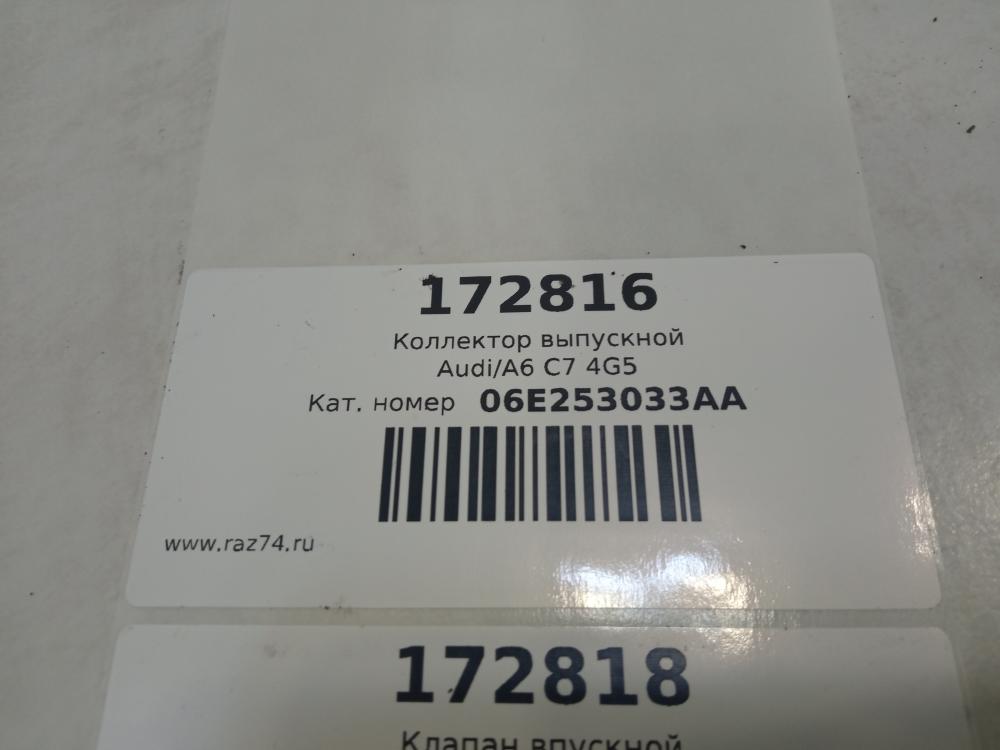 172816
Коллектор выпускной
Audi/A6 C7 4G5
Кат. номер 06E253033AA
www.raz74.ru
172818
Клапан впускной